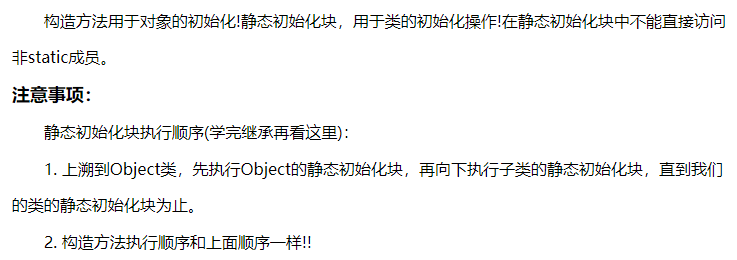 构造方法用于对象的初始化!静态初始化块，用于类的初始化操作!在静态初始化块中不能直接访问
非static成员。
注意事项：
静态初始化块执行顺序(学完继承再看这里)：
1. 上溯到Object类，先执行Object的静态初始化块，再向下执行子类的静态初始化块，直到我们
的类的静态初始化块为止。
2. 构造方法执行顺序和上面顺序一样!!